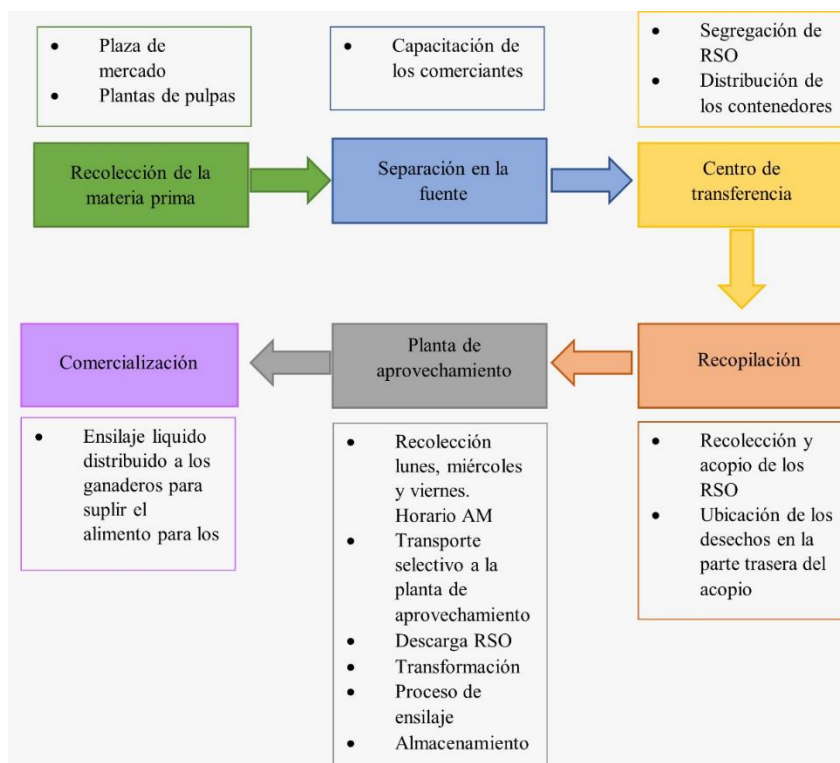 • Plaza de
mercado
• Plantas de pulpas
Recolección de la
materia prima
• Capacitación de
los comerciantes
Separación en la
fuente
• Segregación de
RSO
• Distribución de
los contenedores
Centro de
transferencia
Recopilación
• Recolección y
acopio de los
RSO
• Ubicación de los
desechos en la
parte trasera del
acopio
Planta de
aprovechamiento
• Recolección
lunes, miércoles
y viernes.
Horario AM
• Transporte
selectivo a la
planta de
aprovechamiento
• Descarga RSO
• Transformación
• Proceso de
ensilaje
• Almacenamiento
Comercialización
• Ensilaje liquido
distribuido a los
ganaderos para
suplir el
alimento para los